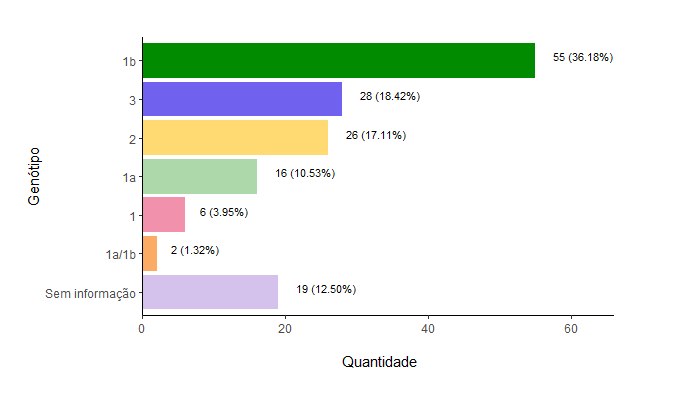 1b 55 (36.18%)
3 28 (18.42%)
2 26 (17.11%)
1a 16 (10.53%)
1 6 (3.95%)
1a/1b 2 (1.32%)
Sem informação 19 (12.50%)
0 20 40 60
Quantidade
Genótipo